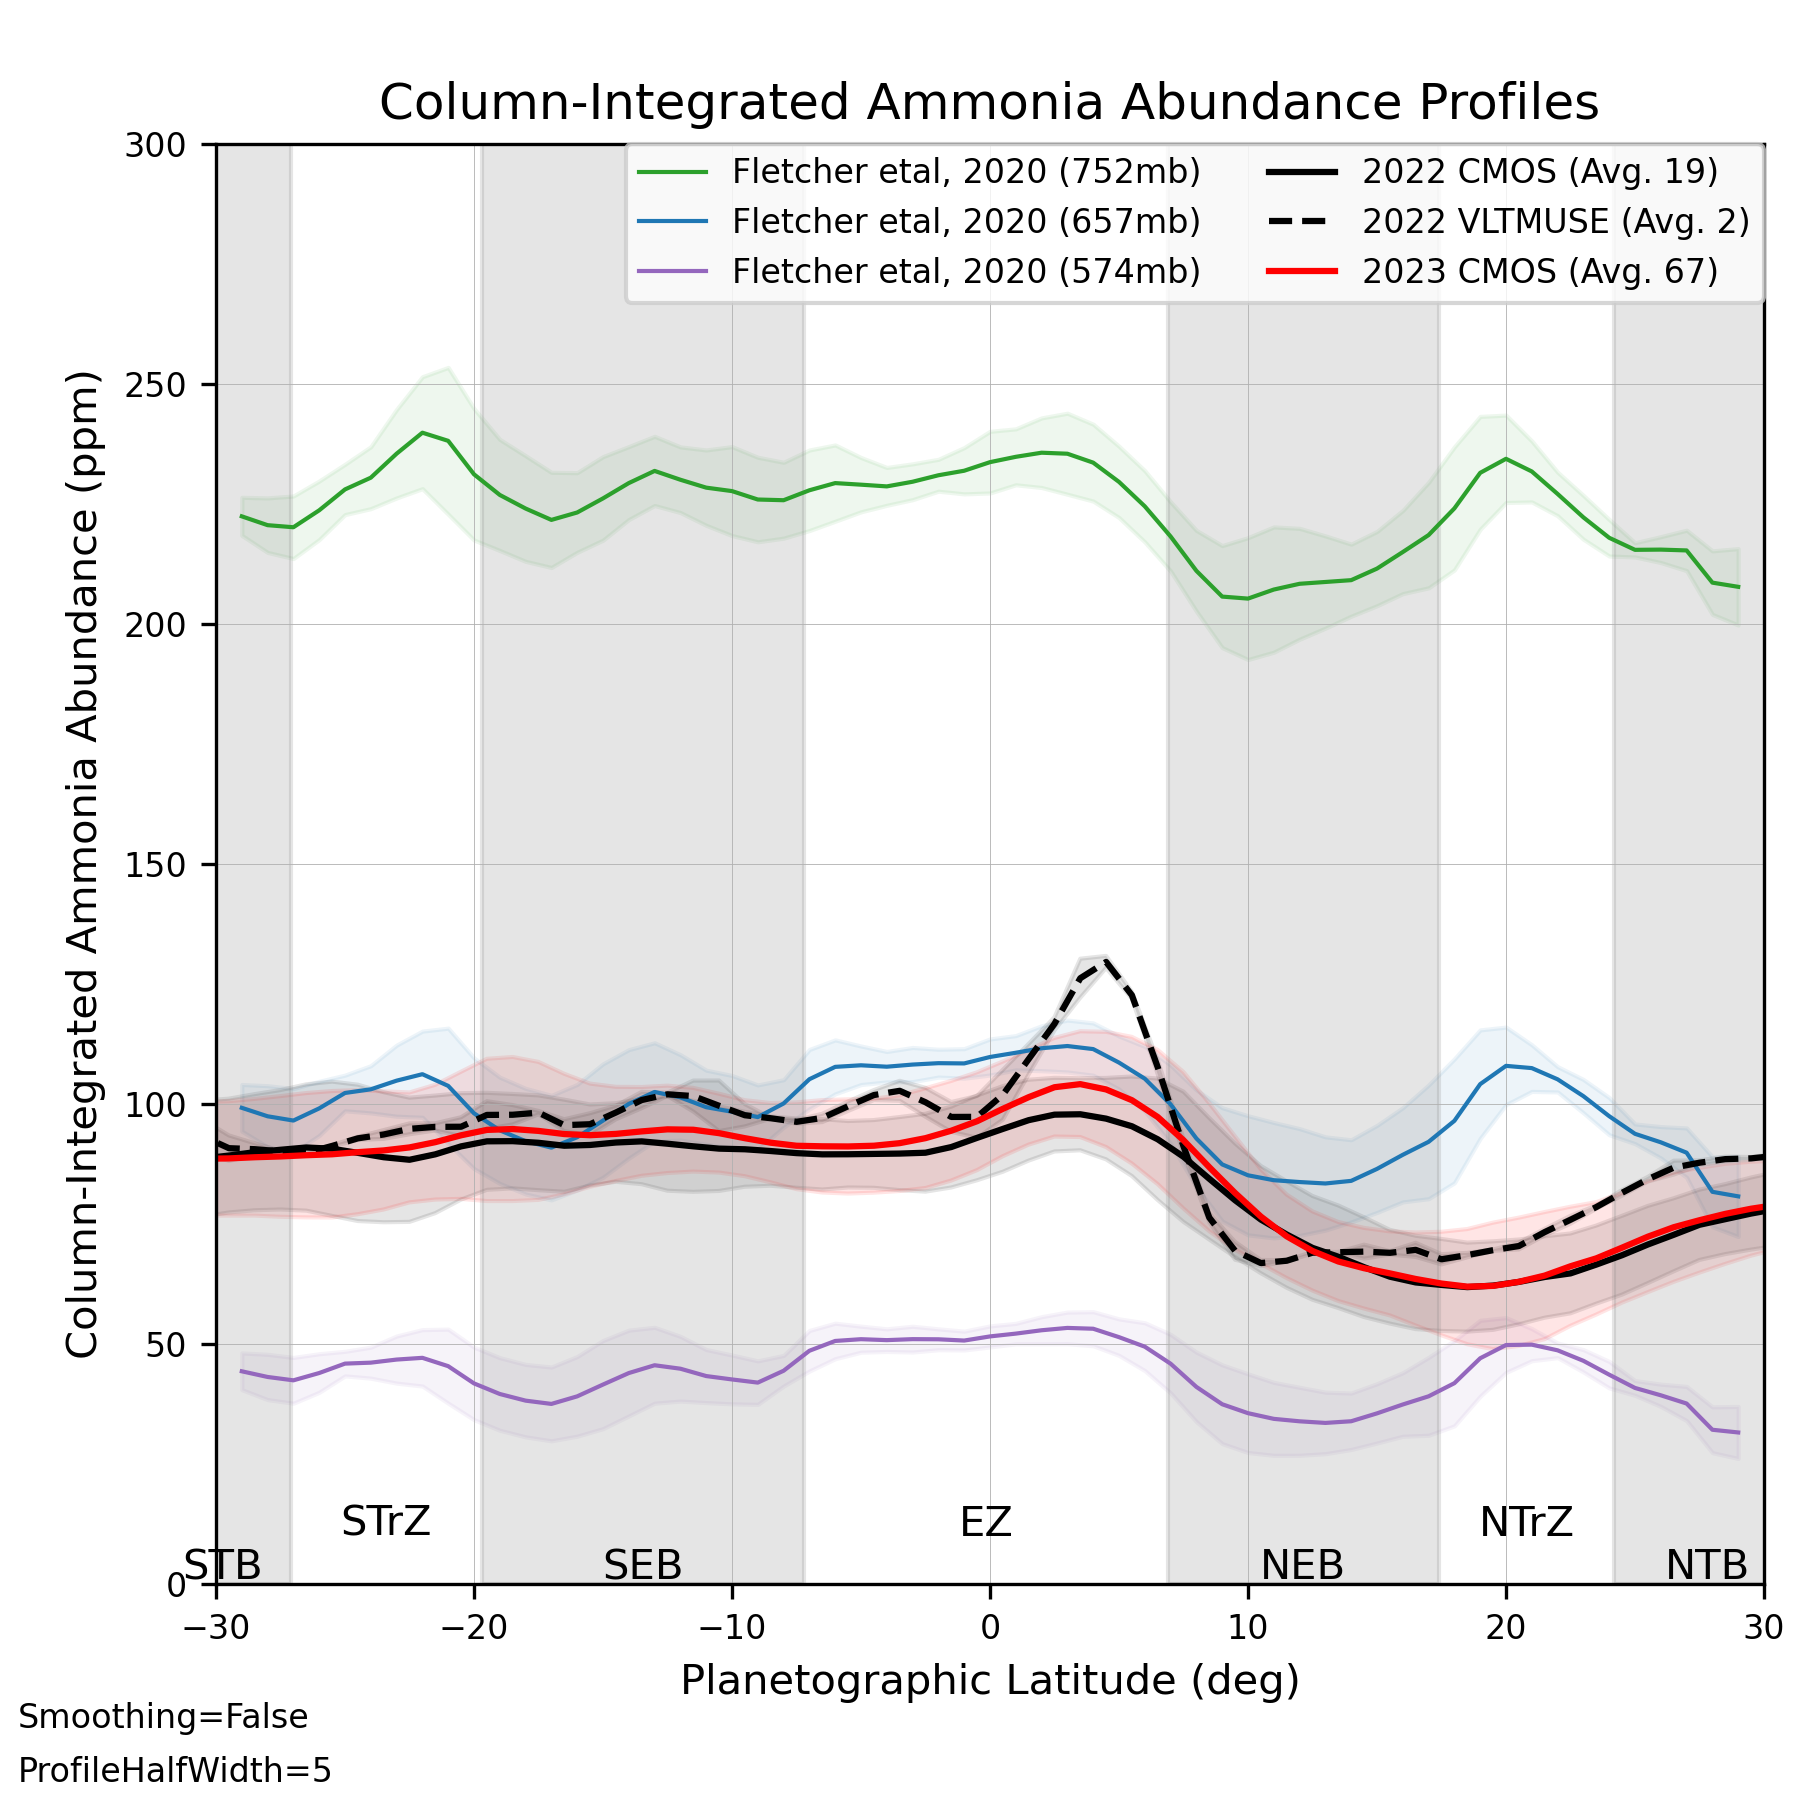 Column-Integrated Ammonia Abundance Profiles
Fletcher etal, 2020 (752mb)
Fletcher etal, 2020 (657mb)
Fletcher etal, 2020 (574mb)
2022 CMOS (Avg. 19)
2022 VLTMUSE (Avg. 2)
2023 CMOS (Avg. 67)
Column-Integrated Ammonia Abundance (ppm)
300
250
200
150
100
50
0
STrZ
EZ
NTrZ
STB
SEB
NEB
NTB
−30
−20
−10
0
10
20
30
Planetographic Latitude (deg)
Smoothing=False
ProfileHalfWidth=5